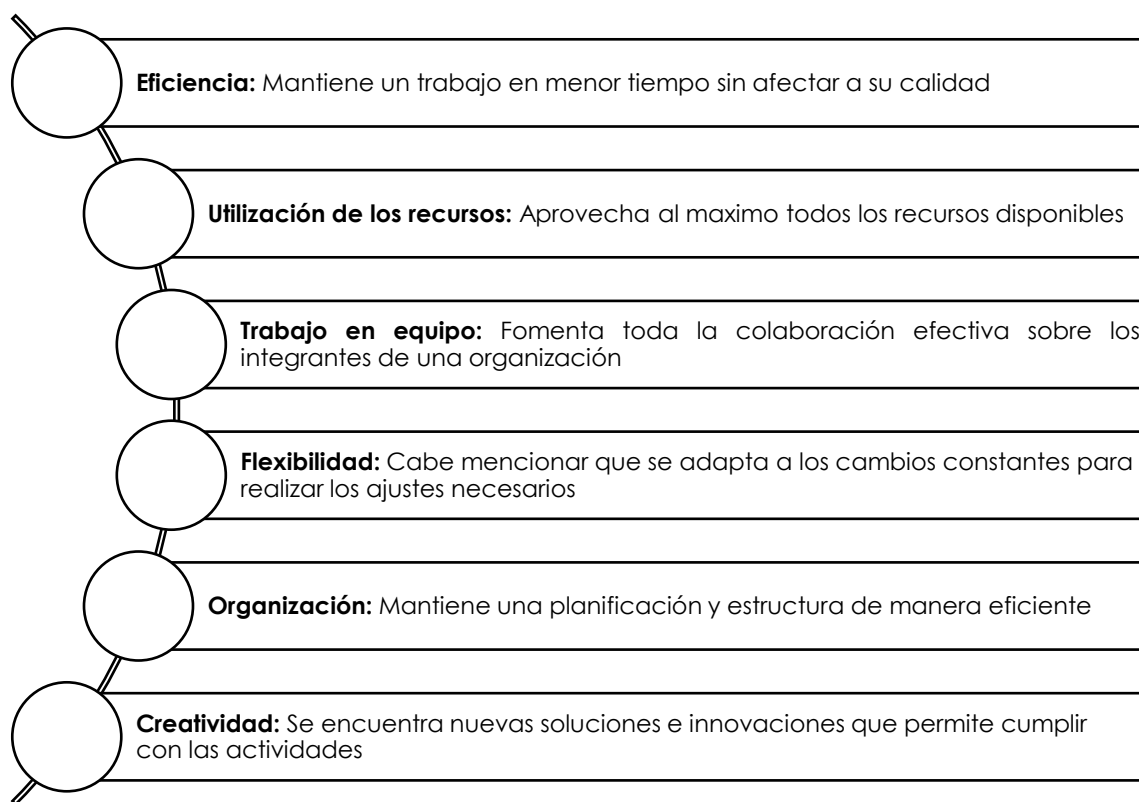 Eficiencia: Mantiene un trabajo en menor tiempo sin afectar a su calidad
Utilización de los recursos: Aprovecha al maximo todos los recursos disponibles
Trabajo en equipo: Fomenta toda la colaboración efectiva sobre los
integrantes de una organización
Flexibilidad: Cabe mencionar que se adapta a los cambios constantes para
realizar los ajustes necesarios
Organización: Mantiene una planificación y estructura de manera eficiente
Creatividad: Se encuentra nuevas soluciones e innovaciones que permite cumplir
con las actividades